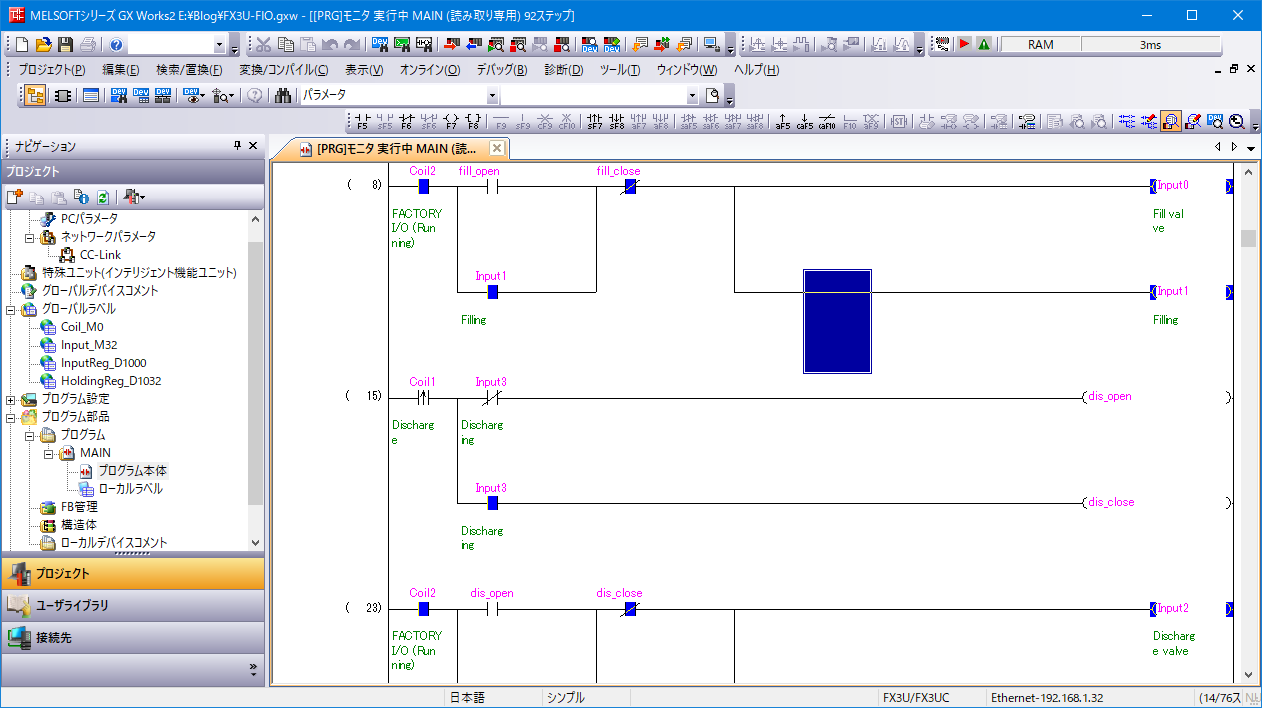 MELSOFTシリーズ GX Works2 E:¥Blog¥FX3U-FIO.gxw - [[PRG]モニタ 実行中 MAIN (読み取り専用) 92ステップ]
RAM 3ms
プロジェクト(P) 編集(E) 検索/置換(F) 変換/コンパイル(C) 表示(V) オンライン(O) デバッグ(B) 診断(D) ツール(T) ウィンドウ(W) ヘルプ(H)
パラメータ
F5 sF5 F6 sF6 F7 F8 F9 sF9 cF9 cF10 sF7 sF8 aF7 aF8 saF5 saF6 saF7 saF8 aF5 caF5 caF10 F10 aF9
ナビゲーション
[PRG]モニタ 実行中 MAIN (読...
プロジェクト
PCパラメータ
ネットワークパラメータ
CC-Link
特殊ユニット(インテリジェント機能ユニット)
グローバルデバイスコメント
グローバルラベル
Coil_M0
Input_M32
InputReg_D1000
HoldingReg_D1032
プログラム設定
プログラム部品
プログラム
MAIN
プログラム本体
ローカルラベル
FB管理
構造体
ローカルデバイスコメント
プロジェクト
ユーザライブラリ
接続先
Coil2 fill_open fill_close
( 8) Input0
FACTORY
I/O (Run
ning)
Fill val
ve
Input1 Input1
Filling Filling
Coil1 Input3
( 15) dis_open
Discharg
e
Discharg
ing
Input3 dis_close
Discharg
ing
Coil2 dis_open dis_close
( 23) Input2
FACTORY
I/O (Run
ning)
Discharg
e valve
日本語 シンプル FX3U/FX3UC Ethernet-192.168.1.32 (14/76ス